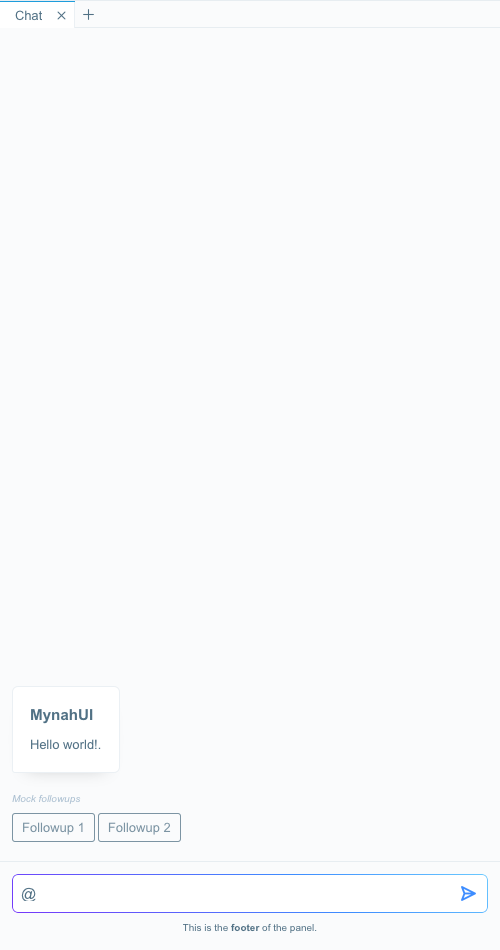 Chat
MynahUI
Hello world!.
Mock followups
Followup 1
Followup 2
@
This is the footer of the panel.